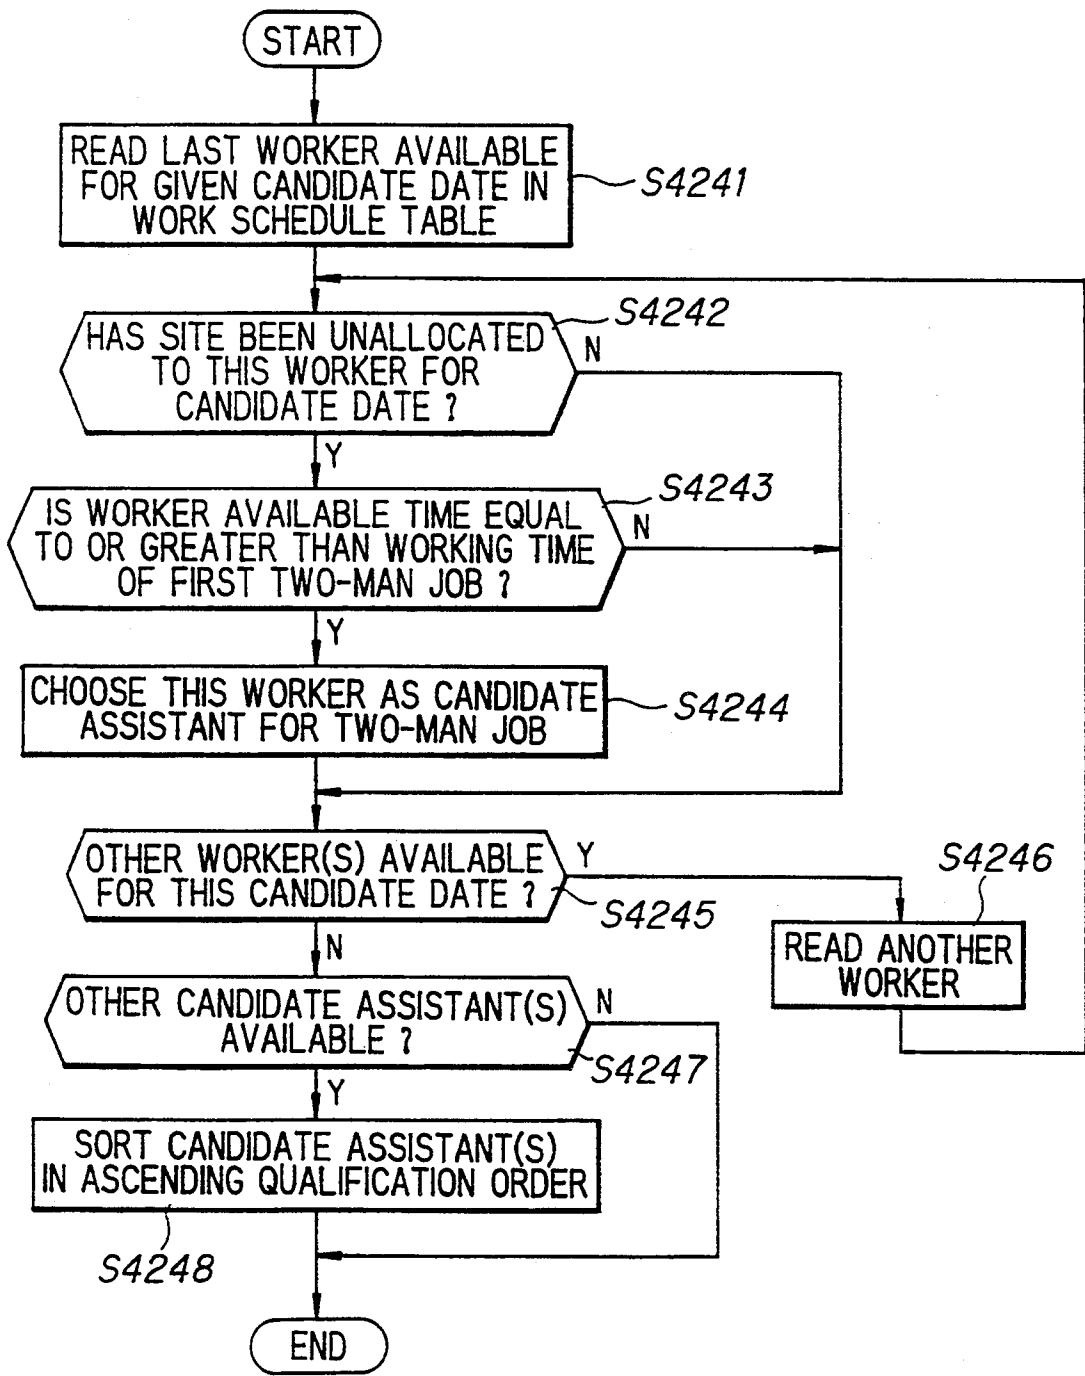 START
READ LAST WORKER AVAILABLE
FOR GIVEN CANDIDATE DATE IN
WORK SCHEDULE TABLE
S4241
HAS SITE BEEN UNALLOCATED
TO THIS WORKER FOR
CANDIDATE DATE ?
S4242
N
Y
IS WORKER AVAILABLE TIME EQUAL
TO OR GREATER THAN WORKING TIME
OF FIRST TWO-MAN JOB ?
S4243
N
Y
CHOOSE THIS WORKER AS CANDIDATE
ASSISTANT FOR TWO-MAN JOB
S4244
OTHER WORKER(S) AVAILABLE
FOR THIS CANDIDATE DATE ?
Y
S4245
S4246
READ ANOTHER
WORKER
N
OTHER CANDIDATE ASSISTANT(S)
AVAILABLE ?
N
S4247
Y
SORT CANDIDATE ASSISTANT(S)
IN ASCENDING QUALIFICATION ORDER
S4248
END